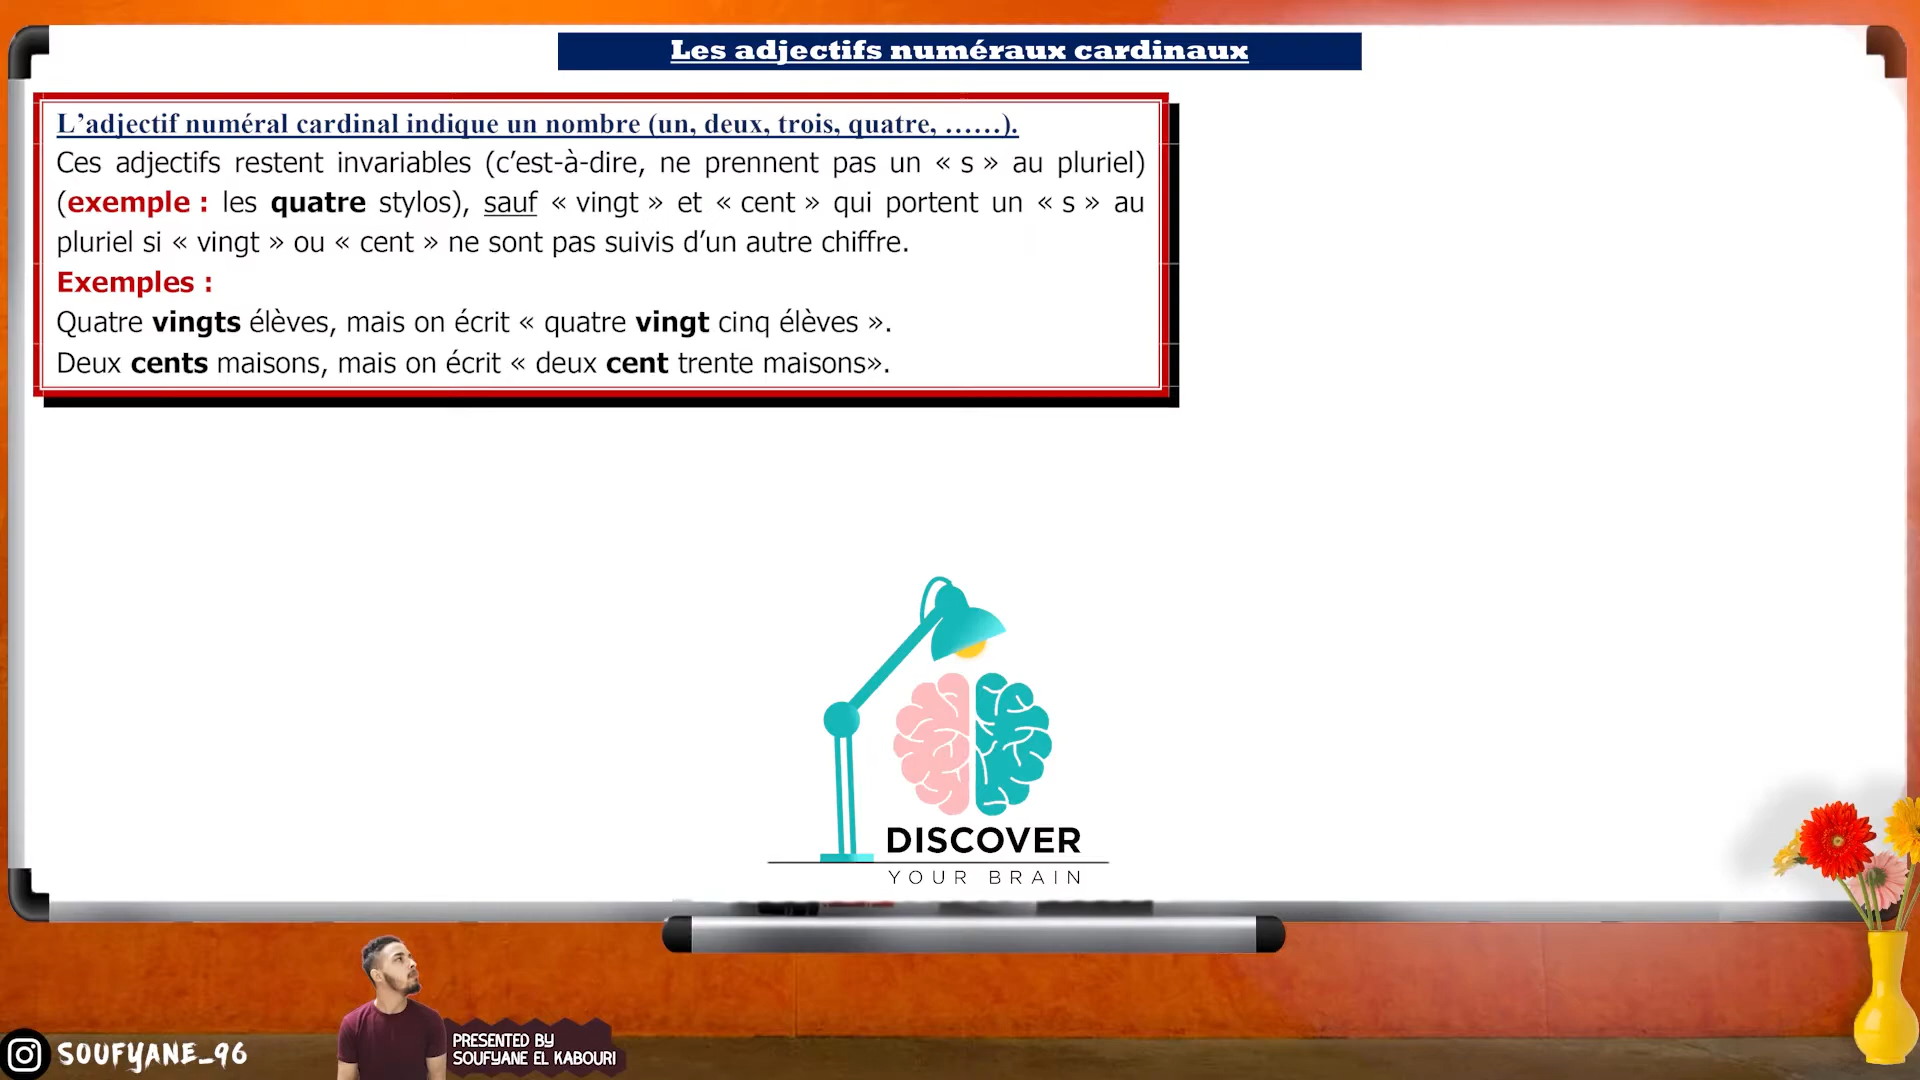 Les adjectifs numéraux cardinaux
L’adjectif numéral cardinal indique un nombre (un, deux, trois, quatre, ……).
Ces adjectifs restent invariables (c’est-à-dire, ne prennent pas un « s » au pluriel)
(exemple : les quatre stylos), sauf « vingt » et « cent » qui portent un « s » au
pluriel si « vingt » ou « cent » ne sont pas suivis d’un autre chiffre.
Exemples :
Quatre vingts élèves, mais on écrit « quatre vingt cinq élèves ».
Deux cents maisons, mais on écrit « deux cent trente maisons».
DISCOVER
YOUR BRAIN
SOUFYANE_96
PRESENTED BY
SOUFYANE EL KABOURI